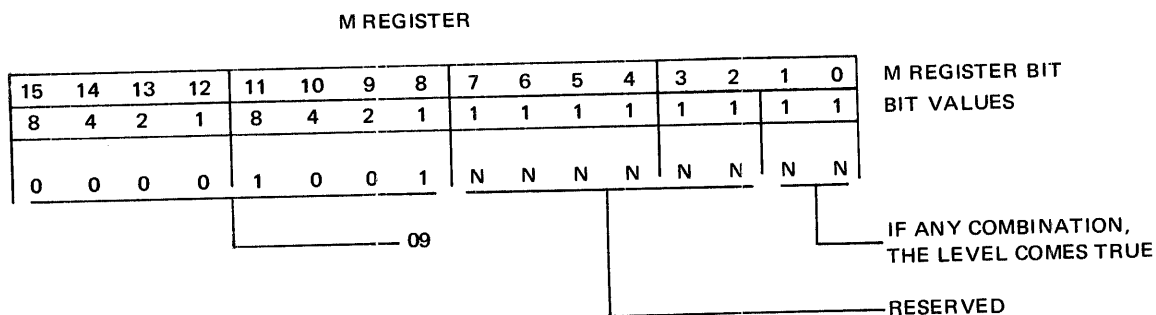 M REGISTER
15 14 13 12 11 10 9 8 7 6 5 4 3 2 1 0 M REGISTER BIT
8 4 2 1 8 4 2 1 1 1 1 1 1 1 1 1 BIT VALUES
0 0 0 0 1 0 0 1 N N N N N N N N
09
IF ANY COMBINATION,
THE LEVEL COMES TRUE
RESERVED